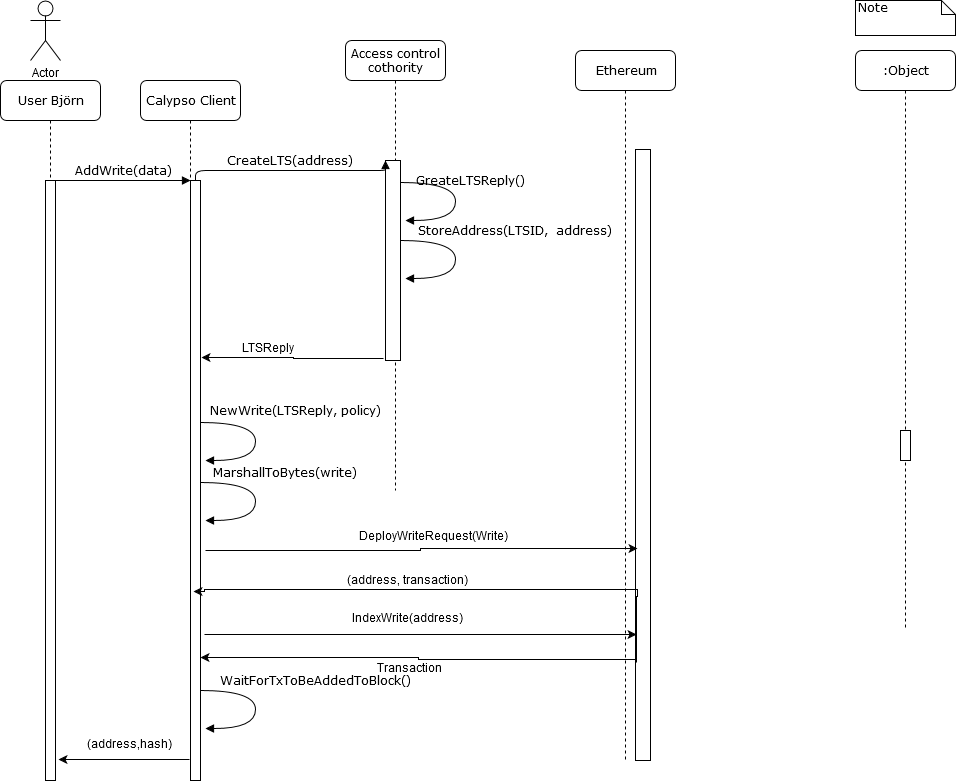 Note
Actor
User Björn
Calypso Client
Access control
cothority
Ethereum
:Object
AddWrite(data)
CreateLTS(address)
GreateLTSReply()
StoreAddress(LTSID, address)
LTSReply
NewWrite(LTSReply, policy)
MarshallToBytes(write)
DeployWriteRequest(Write)
(address, transaction)
IndexWrite(address)
Transaction
WaitForTxToBeAddedToBlock()
(address,hash)